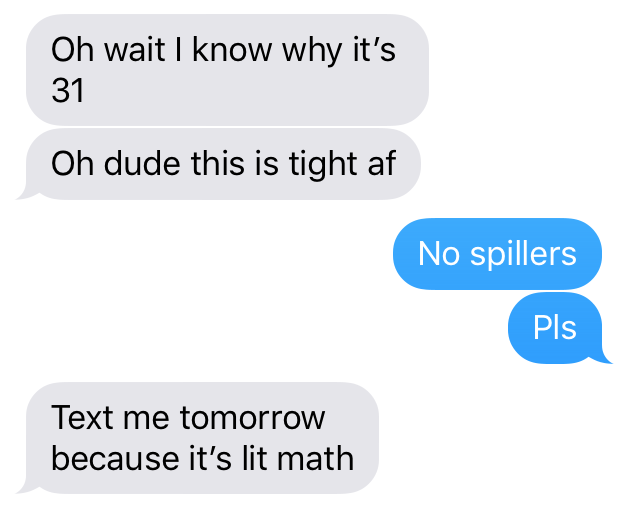 Oh wait I know why it’s
31
Oh dude this is tight af
No spillers
Pls
Text me tomorrow
because it’s lit math